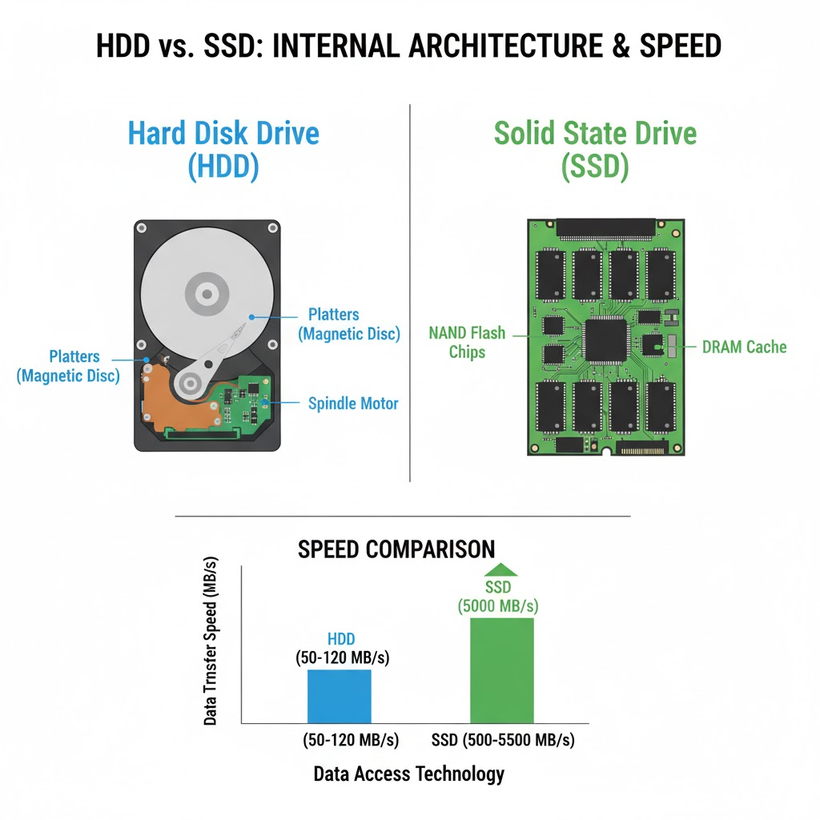 HDD vs. SSD: INTERNAL ARCHITECTURE & SPEED
Hard Disk Drive
(HDD)
Platters
(Magnetic Disc)
Platters
(Magnetic Disc)
Spindle Motor
Solid State Drive
(SSD)
NAND Flash
Chips
DRAM Cache
SPEED COMPARISON
Data Trnsfer Speed (MB/s)
HDD
(50-120 MB/s)
SSD
(5000 MB/s)
(50-120 MB/s)
SSD (500-5500 MB/s)
Data Access Technology